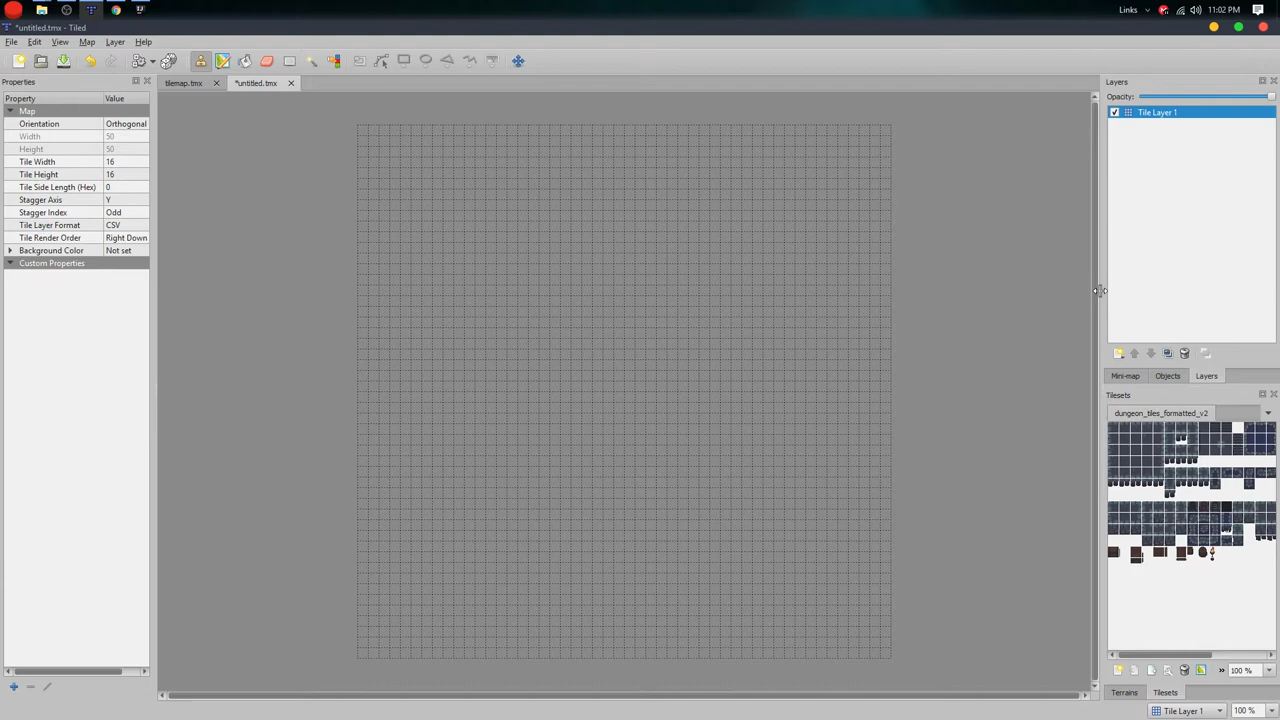 Links
11:02 PM
*untitled.tmx - Tiled
File Edit View Map Layer Help
Properties
Property Value
Map
Orientation Orthogonal
Width 50
Height 50
Tile Width 16
Tile Height 16
Tile Side Length (Hex) 0
Stagger Axis Y
Stagger Index Odd
Tile Layer Format CSV
Tile Render Order Right Down
Background Color Not set
Custom Properties
tilemap.tmx
*untitled.tmx
Layers
Opacity:
Tile Layer 1
Mini-map Objects Layers
Tilesets
dungeon_tiles_formatted_v2
100 %
Terrains Tilesets
Tile Layer 1
100 %